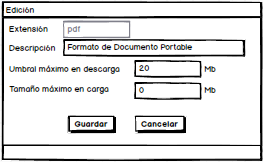 Edición
Extensión pdf
Descripción Formato de Documento Portable
Umbral máximo en descarga 20 Mb
Tamaño máximo en carga 0 Mb
Guardar Cancelar